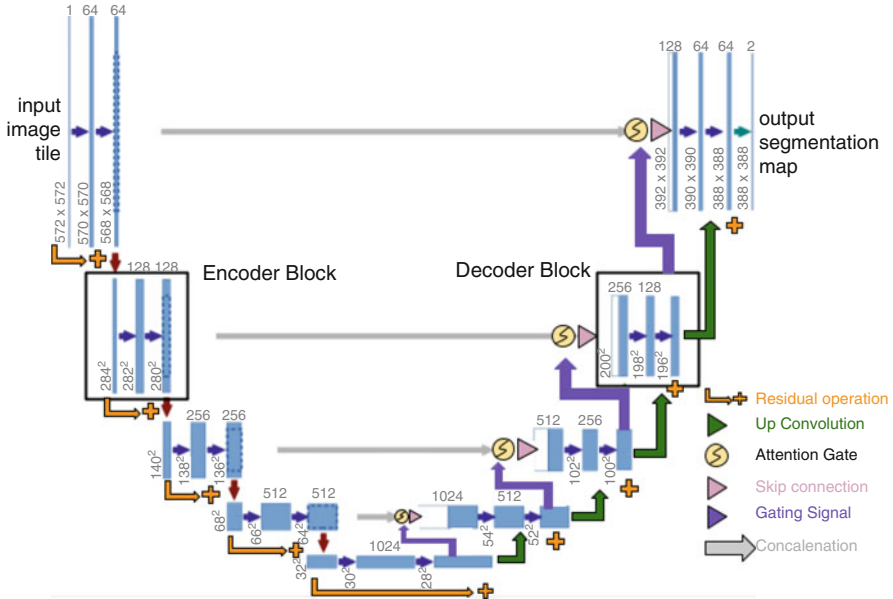 1 64 64
input
image
tile
572 x 572
570 x 570
568 x 568
128 64 64 2
output
segmentation
map
392 x 392
390 x 390
388 x 388
388 x 388
Encoder Block
Decoder Block
128 128
284²
282²
280²
256 128
200²
198²
196²
256 256
140²
138²
136²
512 256
102²
100²
512 512
68²
66²
64²
1024 512
54²
52²
1024
32²
30²
28²
Residual operation
Up Convolution
Attention Gate
Skip connection
Gating Signal
Concalenation